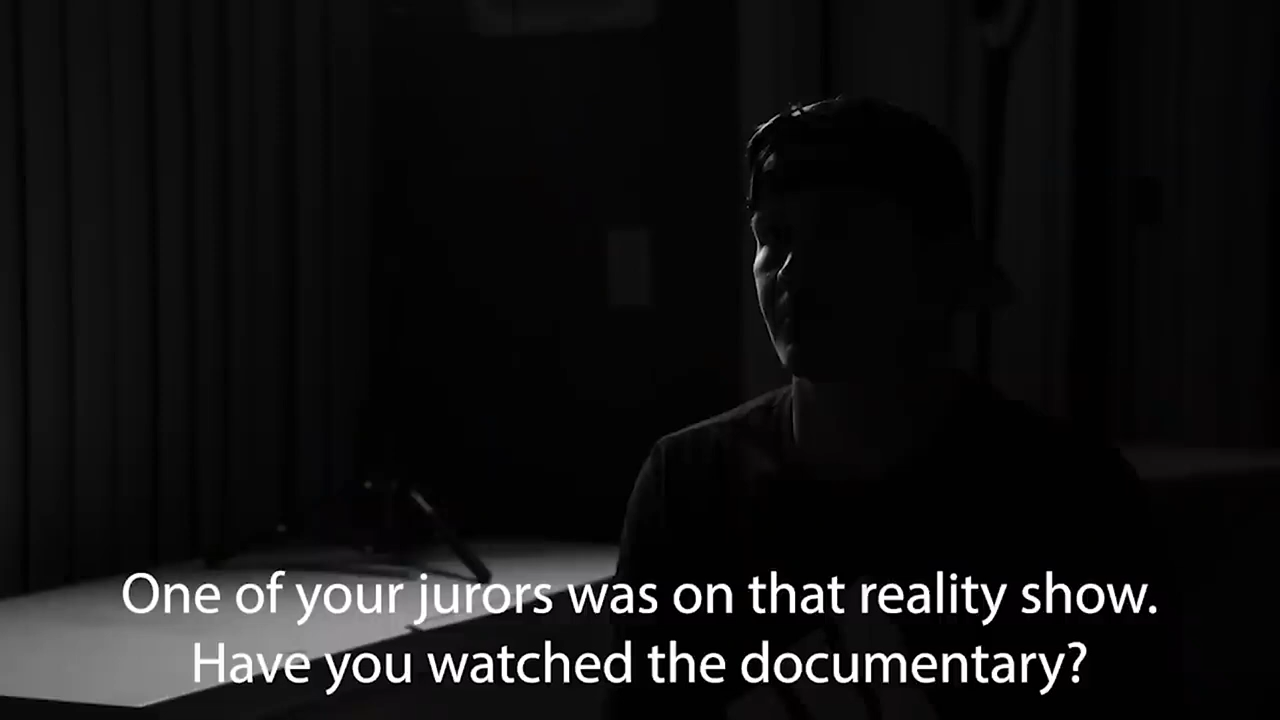 One of your jurors was on that reality show.
Have you watched the documentary?